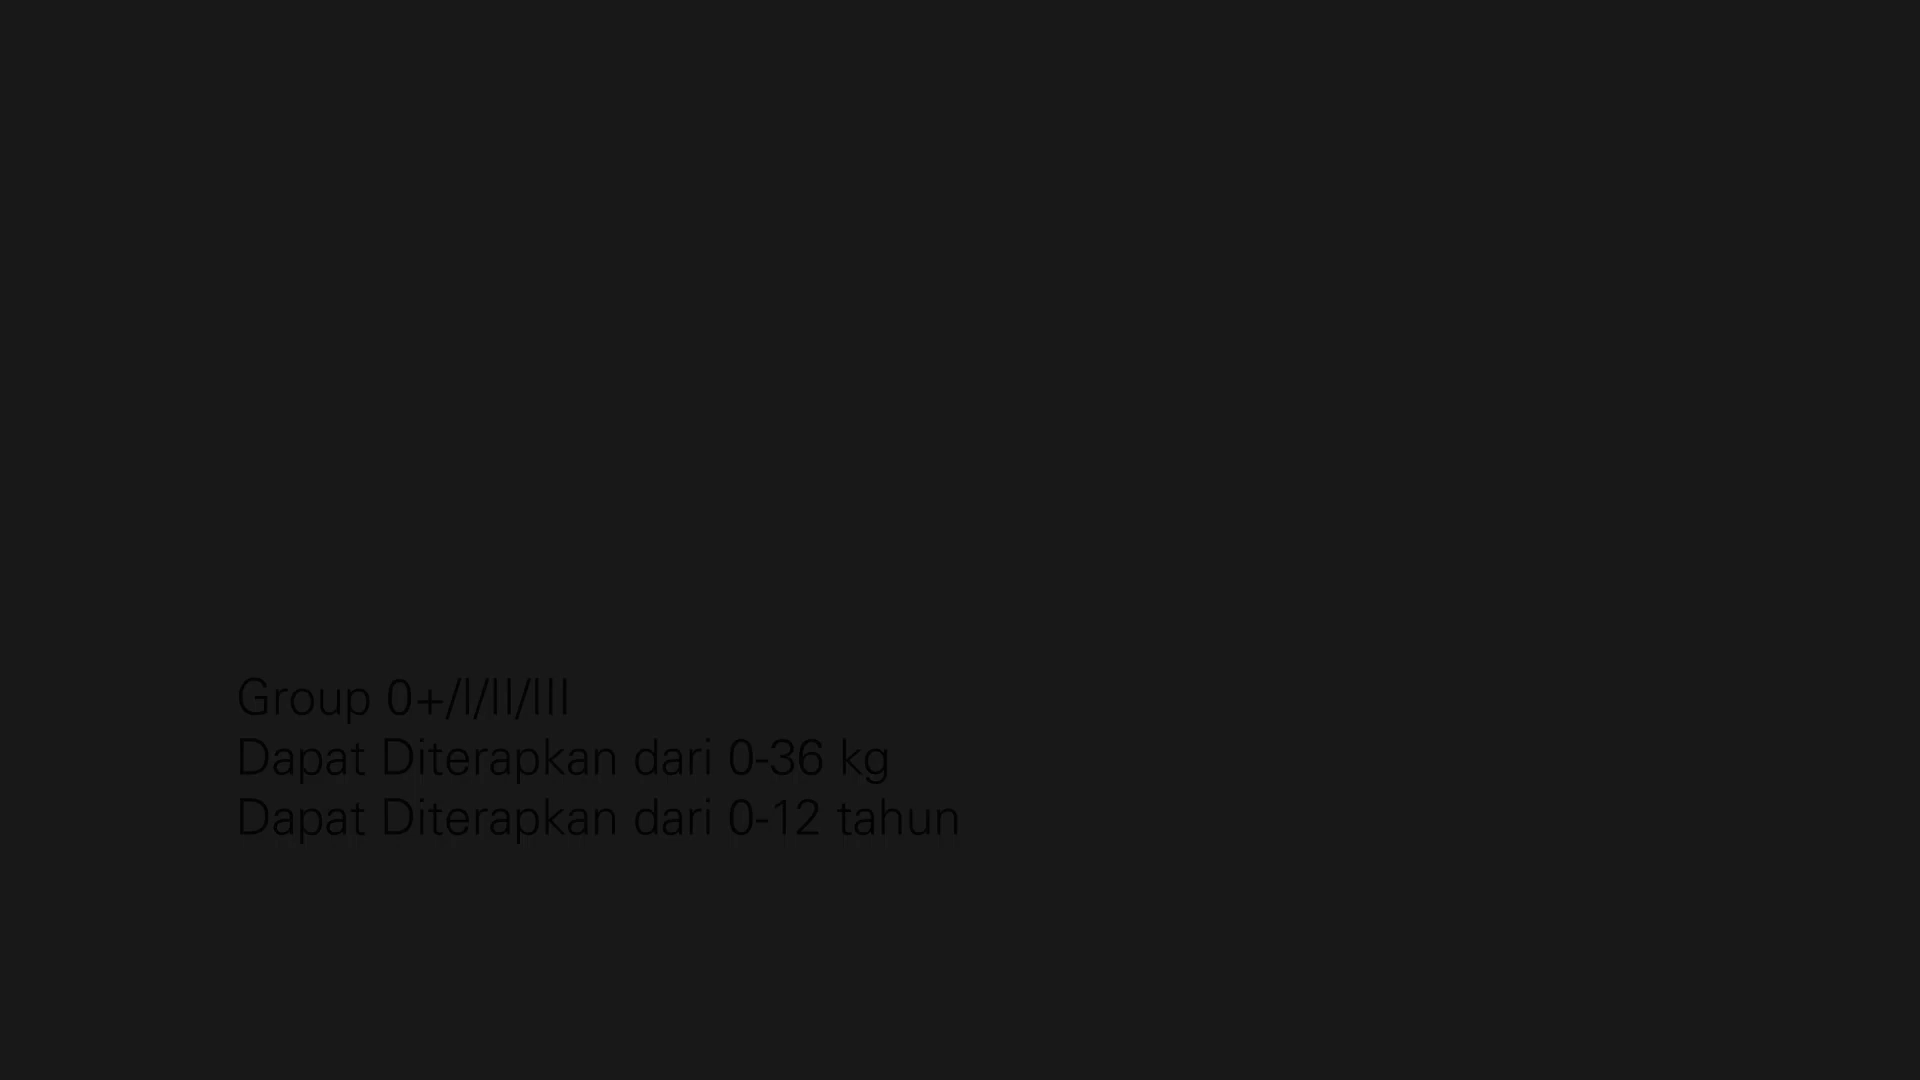 Group 0+/I/II/III
Dapat Diterapkan dari 0-36 kg
Dapat Diterapkan dari 0-12 tahun